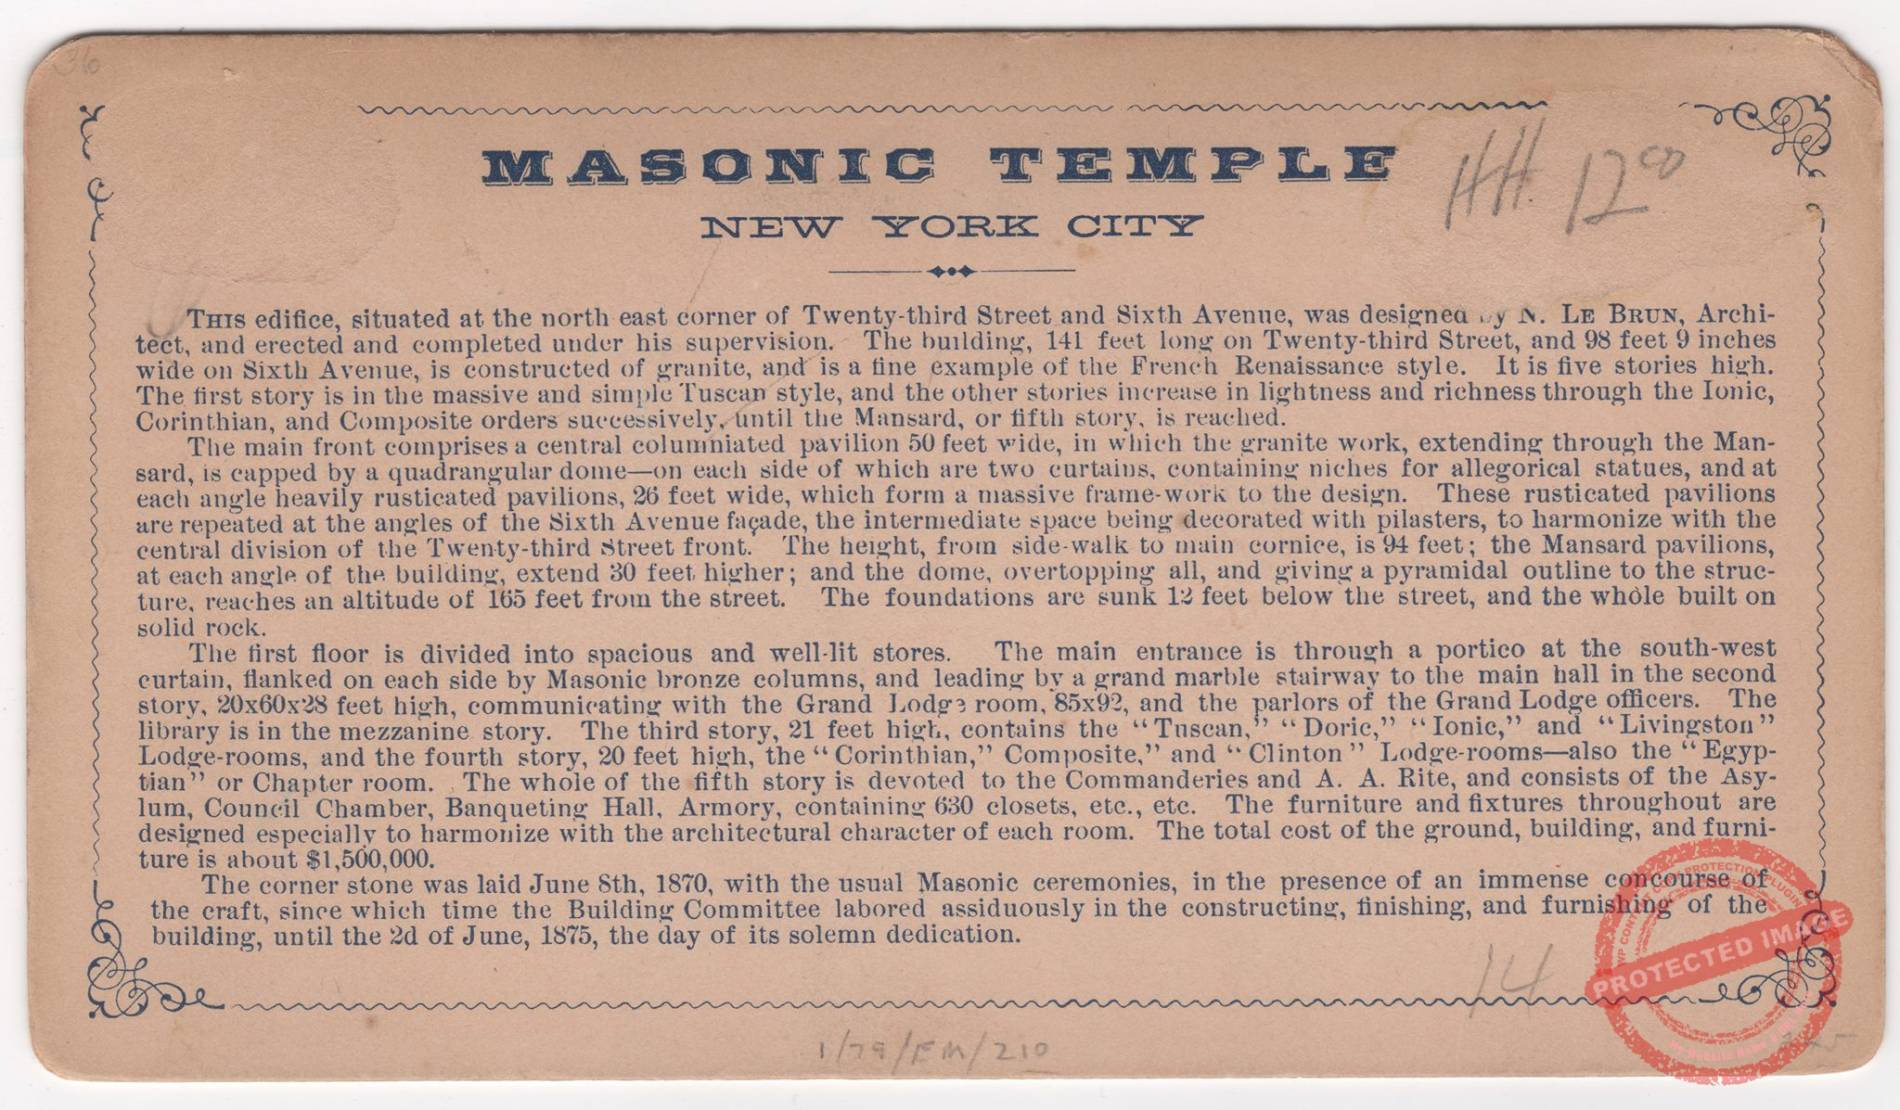 36
MASONIC TEMPLE
HH. 12 00
NEW YORK CITY
THIS edifice, situated at the north east corner of Twenty-third Street and Sixth Avenue, was designed by N. LE BRUN, Archi-
tect, and erected and completed under his supervision. The building, 141 feet long on Twenty-third Street, and 98 feet 9 inches
wide on Sixth Avenue, is constructed of granite, and is a fine example of the French Renaissance style. It is five stories high.
The first story is in the massive and simple Tuscan style, and the other stories increase in lightness and richness through the Ionic,
Corinthian, and Composite orders successively, until the Mansard, or fifth story, is reached.
The main front comprises a central columniated pavilion 50 feet wide, in which the granite work, extending through the Man-
sard, is capped by a quadrangular dome—on each side of which are two curtains, containing niches for allegorical statues, and at
each angle heavily rusticated pavilions, 26 feet wide, which form a massive frame-work to the design. These rusticated pavilions
are repeated at the angles of the Sixth Avenue façade, the intermediate space being decorated with pilasters, to harmonize with the
central division of the Twenty-third Street front. The height, from side-walk to main cornice, is 94 feet; the Mansard pavilions,
at each angle of the building, extend 30 feet higher; and the dome, overtopping all, and giving a pyramidal outline to the struc-
ture, reaches an altitude of 165 feet from the street. The foundations are sunk 12 feet below the street, and the whole built on
solid rock.
The first floor is divided into spacious and well-lit stores. The main entrance is through a portico at the south-west
curtain, flanked on each side by Masonic bronze columns, and leading by a grand marble stairway to the main hall in the second
story, 20x60x28 feet high, communicating with the Grand Lodge room, 85x92, and the parlors of the Grand Lodge officers. The
library is in the mezzanine story. The third story, 21 feet high, contains the “Tuscan,” “Doric,” “Ionic,” and “Livingston”
Lodge-rooms, and the fourth story, 20 feet high, the “Corinthian,” Composite,” and “Clinton” Lodge-rooms—also the “Egyp-
tian” or Chapter room. The whole of the fifth story is devoted to the Commanderies and A. A. Rite, and consists of the Asy-
lum, Council Chamber, Banqueting Hall, Armory, containing 630 closets, etc., etc. The furniture and fixtures throughout are
designed especially to harmonize with the architectural character of each room. The total cost of the ground, building, and furni-
ture is about $1,500,000.
The corner stone was laid June 8th, 1870, with the usual Masonic ceremonies, in the presence of an immense concourse of
the craft, since which time the Building Committee labored assiduously in the constructing, finishing, and furnishing of the
building, until the 2d of June, 1875, the day of its solemn dedication.
14
1/79/EM/210
PROTECTED IMAGE